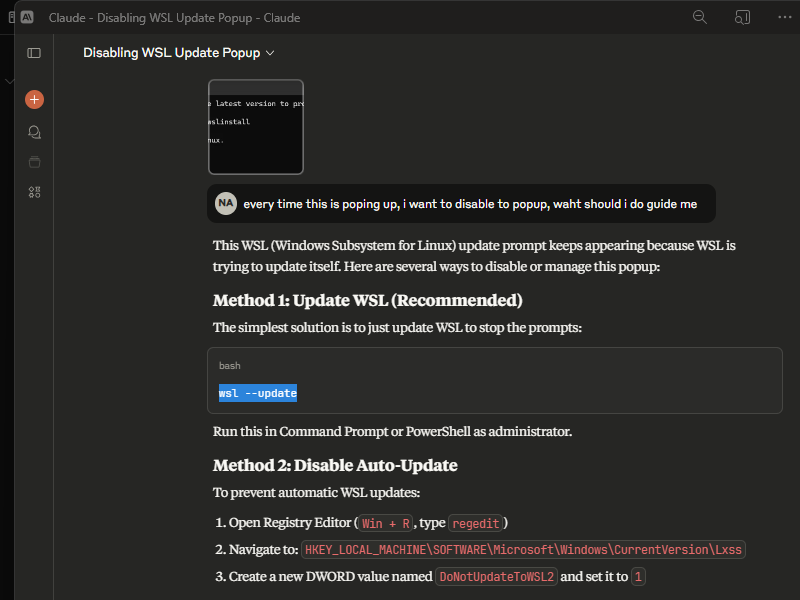 Claude - Disabling WSL Update Popup - Claude
Disabling WSL Update Popup
e latest version to pro
wslinstall
nux.
NA every time this is poping up, i want to disable to popup, waht should i do guide me
This WSL (Windows Subsystem for Linux) update prompt keeps appearing because WSL is
trying to update itself. Here are several ways to disable or manage this popup:
Method 1: Update WSL (Recommended)
The simplest solution is to just update WSL to stop the prompts:
bash
wsl --update
Run this in Command Prompt or PowerShell as administrator.
Method 2: Disable Auto-Update
To prevent automatic WSL updates:
1. Open Registry Editor (Win + R, type regedit)
2. Navigate to: HKEY_LOCAL_MACHINE\SOFTWARE\Microsoft\Windows\CurrentVersion\Lxss
3. Create a new DWORD value named DoNotUpdateToWSL2 and set it to 1